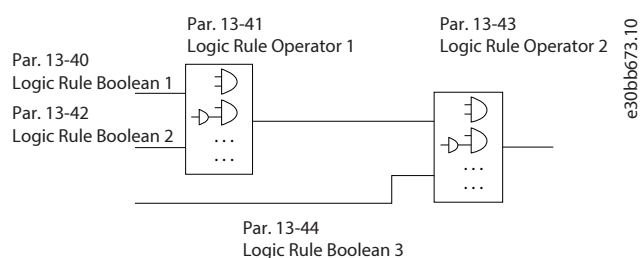 Par. 13-41
Logic Rule Operator 1
Par. 13-43
Logic Rule Operator 2
Par. 13-40
Logic Rule Boolean 1
Par. 13-42
Logic Rule Boolean 2
. . .
. . .
. . .
. . .
Par. 13-44
Logic Rule Boolean 3
e30bb673.10